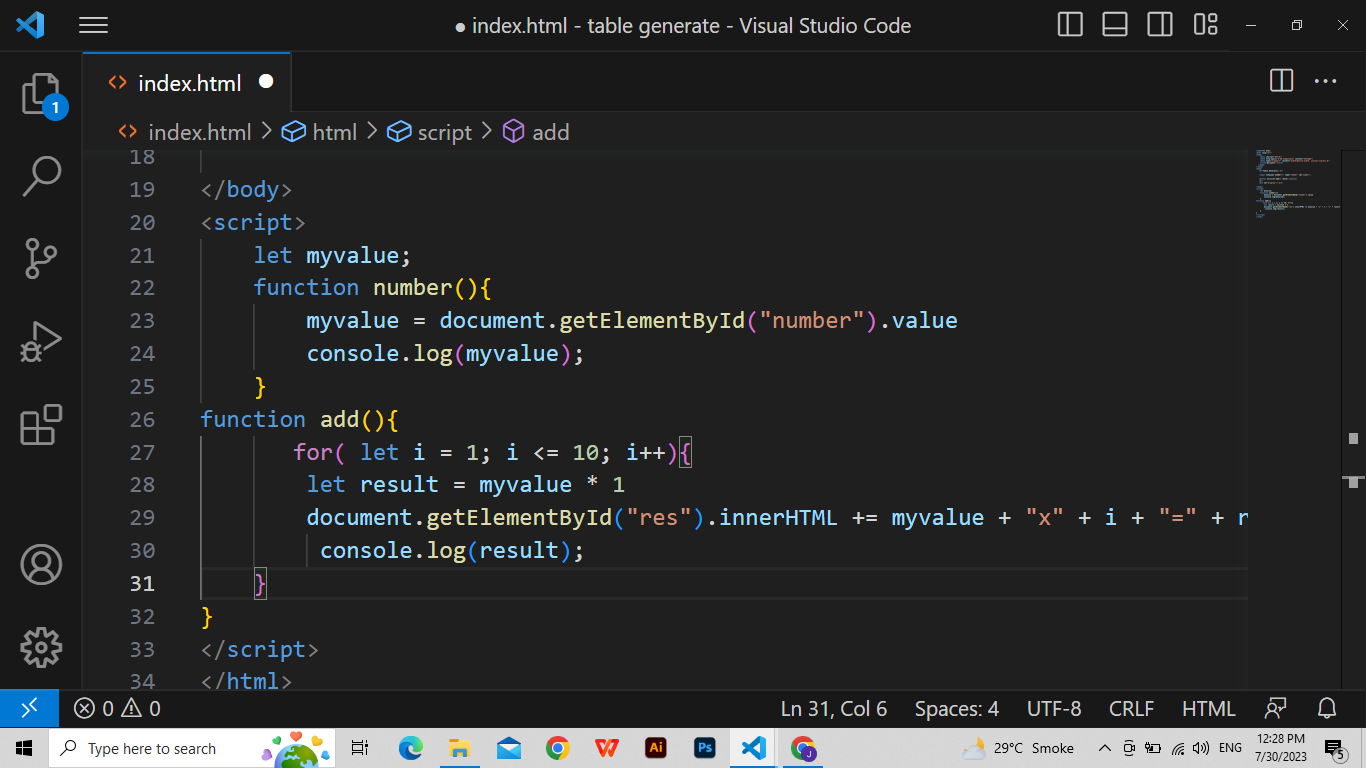 ● index.html - table generate - Visual Studio Code
index.html
1
index.html > html > script > add
18
19 </body>
20 <script>
21 let myvalue;
22 function number(){
23 myvalue = document.getElementById("number").value
24 console.log(myvalue);
25 }
26 function add(){
27 for( let i = 1; i <= 10; i++){
28 let result = myvalue * 1
29 document.getElementById("res").innerHTML += myvalue + "x" + i + "=" + r
30 console.log(result);
31 }
32 }
33 </script>
34 </html>
0 0 Ln 31, Col 6 Spaces: 4 UTF-8 CRLF HTML
Type here to search
Ai
Ps
J
29°C Smoke
ENG
12:28 PM
7/30/2023
5